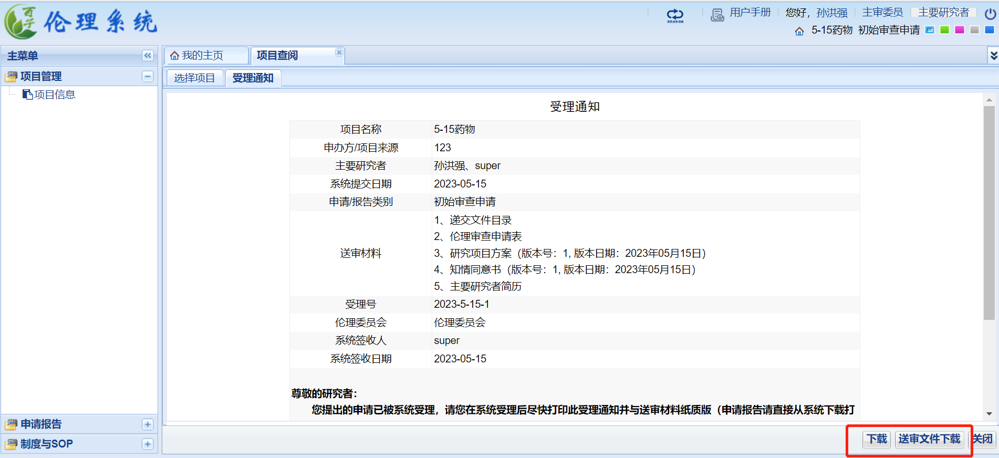 百子
伦理系统
项目类别切换
用户手册
您好，孙洪强
主审委员
主要研究者
5-15药物 初始审查申请
主菜单
我的主页
项目查阅
项目管理
选择项目
受理通知
项目信息
受理通知
项目名称 5-15药物
申办方/项目来源 123
主要研究者 孙洪强、super
系统提交日期 2023-05-15
申请/报告类别 初始审查申请
送审材料
1、递交文件目录
2、伦理审查申请表
3、研究项目方案（版本号：1, 版本日期：2023年05月15日）
4、知情同意书（版本号：1, 版本日期：2023年05月15日）
5、主要研究者简历
受理号 2023-5-15-1
伦理委员会 伦理委员会
系统签收人 super
系统签收日期 2023-05-15
尊敬的研究者：
您提出的申请已被系统受理，请您在系统受理后尽快打印此受理通知并与送审材料纸质版（申请报告请直接从系统下载打
申请报告
制度与SOP
下载
送审文件下载
关闭